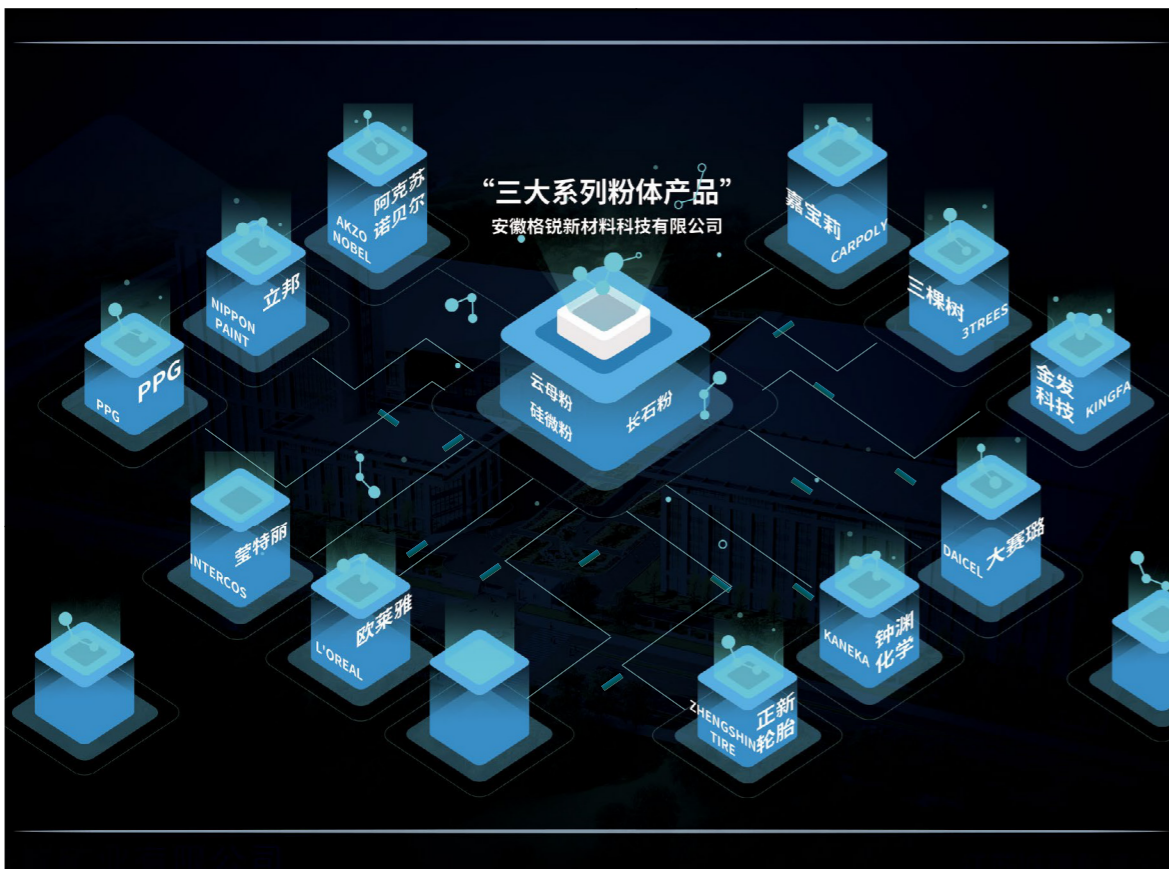 “三大系列粉体产品”
安徽格锐新材料科技有限公司
云母粉
硅微粉
长石粉
AKZO
NOBEL
阿克苏
诺贝尔
NIPPON
PAINT
立邦
PPG
PPG
INTERCOS
莹特丽
L'OREAL
欧莱雅
嘉宝莉
CARPOLY
三棵树
3TREES
金发
科技
KINGFA
DAICEL
大赛璐
KANEKA
钟渊
化学
ZHENGSHIN
TIRE
正新
轮胎